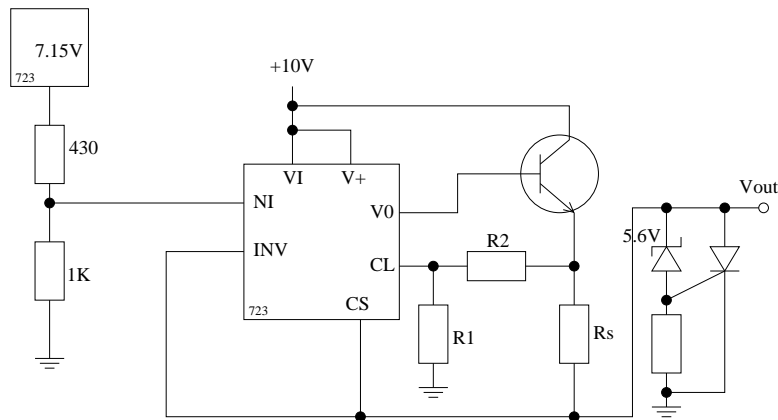 7.15V
723
+10V
430
VI
V+
NI
V0
Vout
R2
5.6V
INV
CL
1K
CS
723
R1
Rs